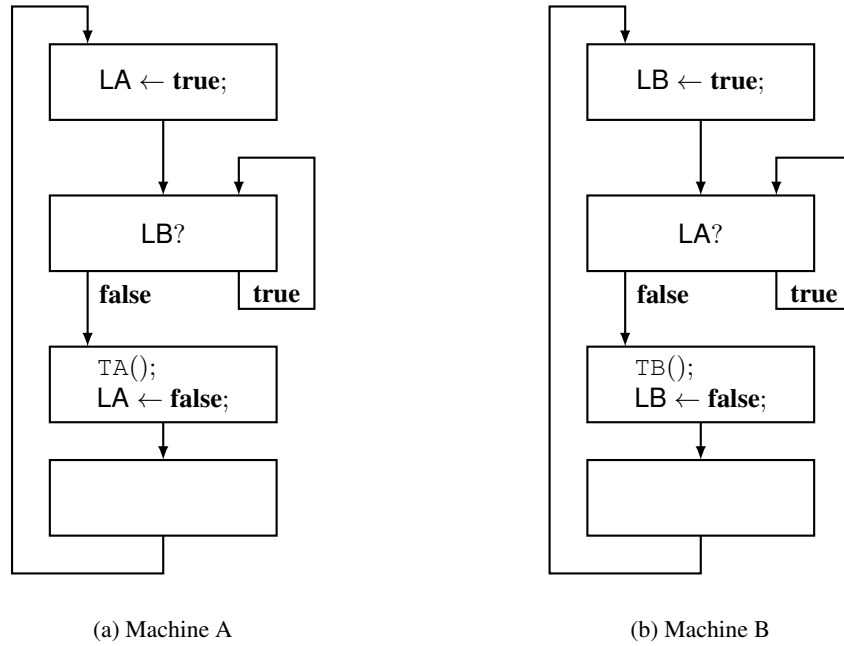 LA ← true;
LB?
false
true
TA();
LA ← false;
(a) Machine A
LB ← true;
LA?
false
true
TB();
LB ← false;
(b) Machine B